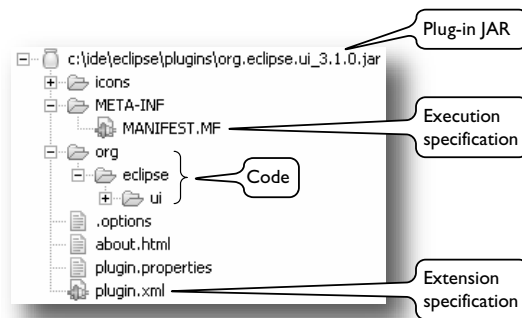 Plug-in JAR
c:\ide\eclipse\plugins\org.eclipse.ui_3.1.0.jar
icons
META-INF
MANIFEST.MF
Execution
specification
org
eclipse
Code
ui
.options
about.html
plugin.properties
plugin.xml
Extension
specification